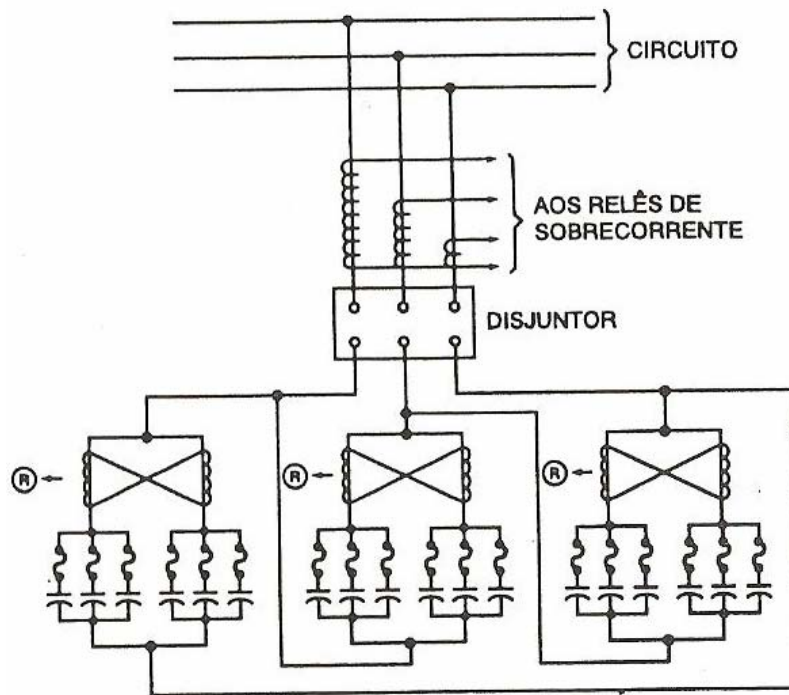 CIRCUITO
AOS RELÊS DE
SOBRECORRENTE
DISJUNTOR
R
R
R